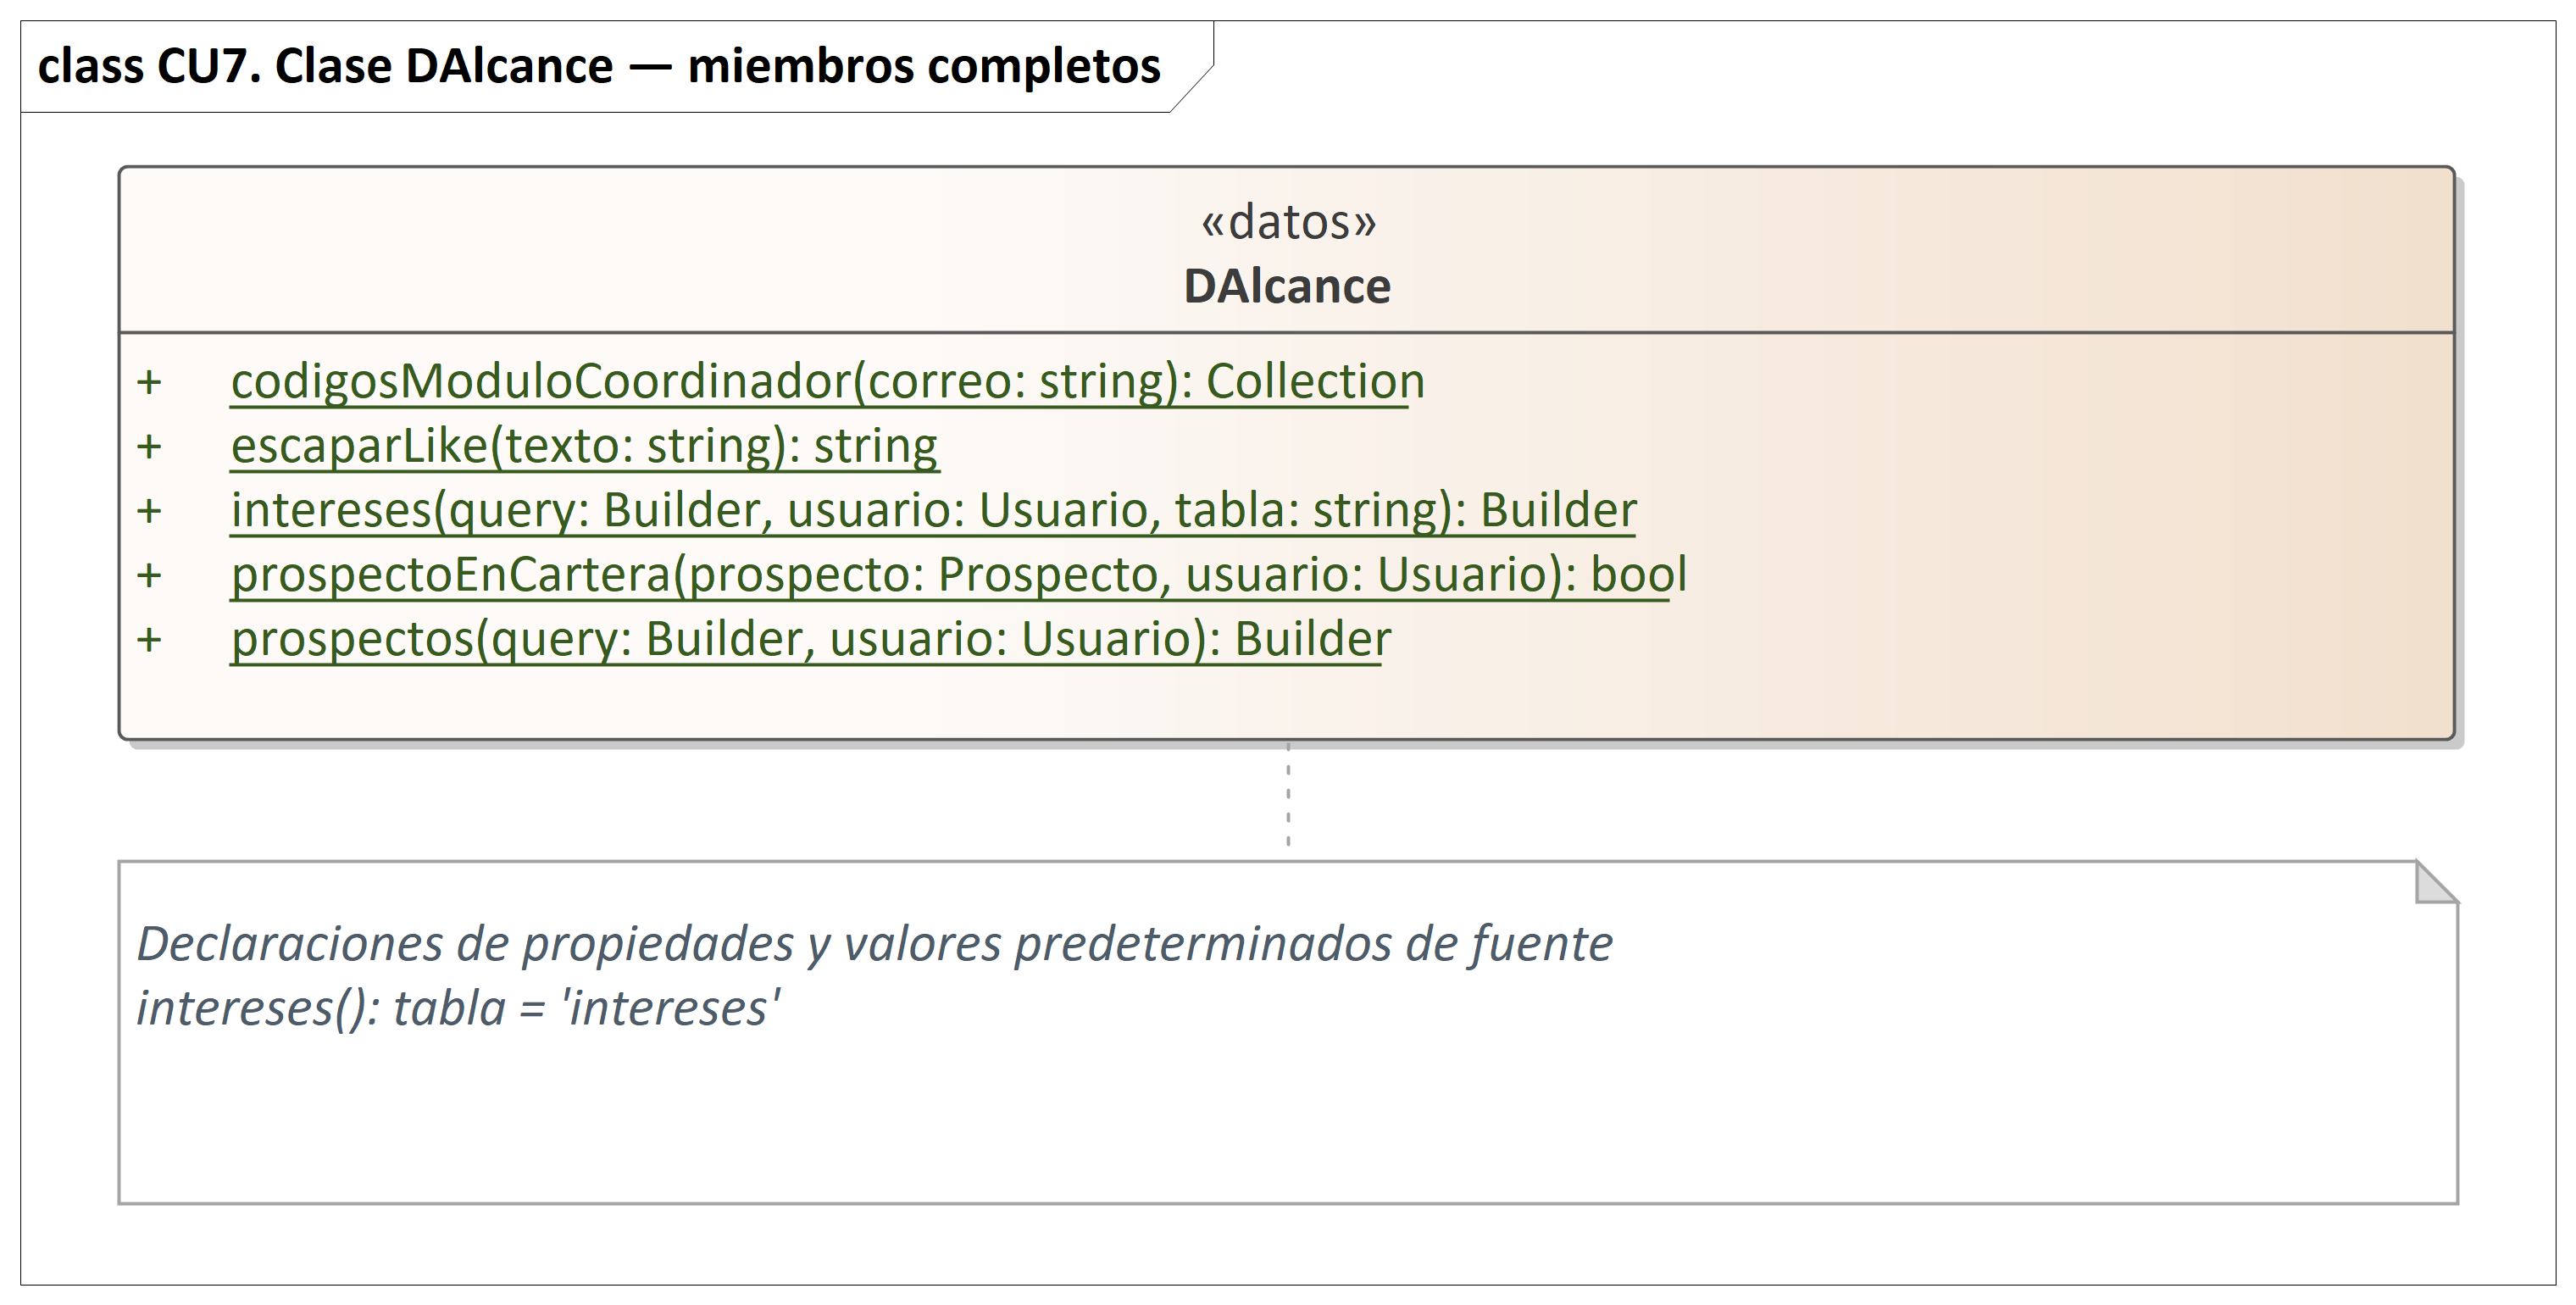 class CU7. Clase DAlcance — miembros completos
«datos»
DAlcance
+ codigosModuloCoordinador(correo: string): Collection
+ escaparLike(texto: string): string
+ intereses(query: Builder, usuario: Usuario, tabla: string): Builder
+ prospectoEnCartera(prospecto: Prospecto, usuario: Usuario): bool
+ prospectos(query: Builder, usuario: Usuario): Builder
Declaraciones de propiedades y valores predeterminados de fuente
intereses(): tabla = 'intereses'